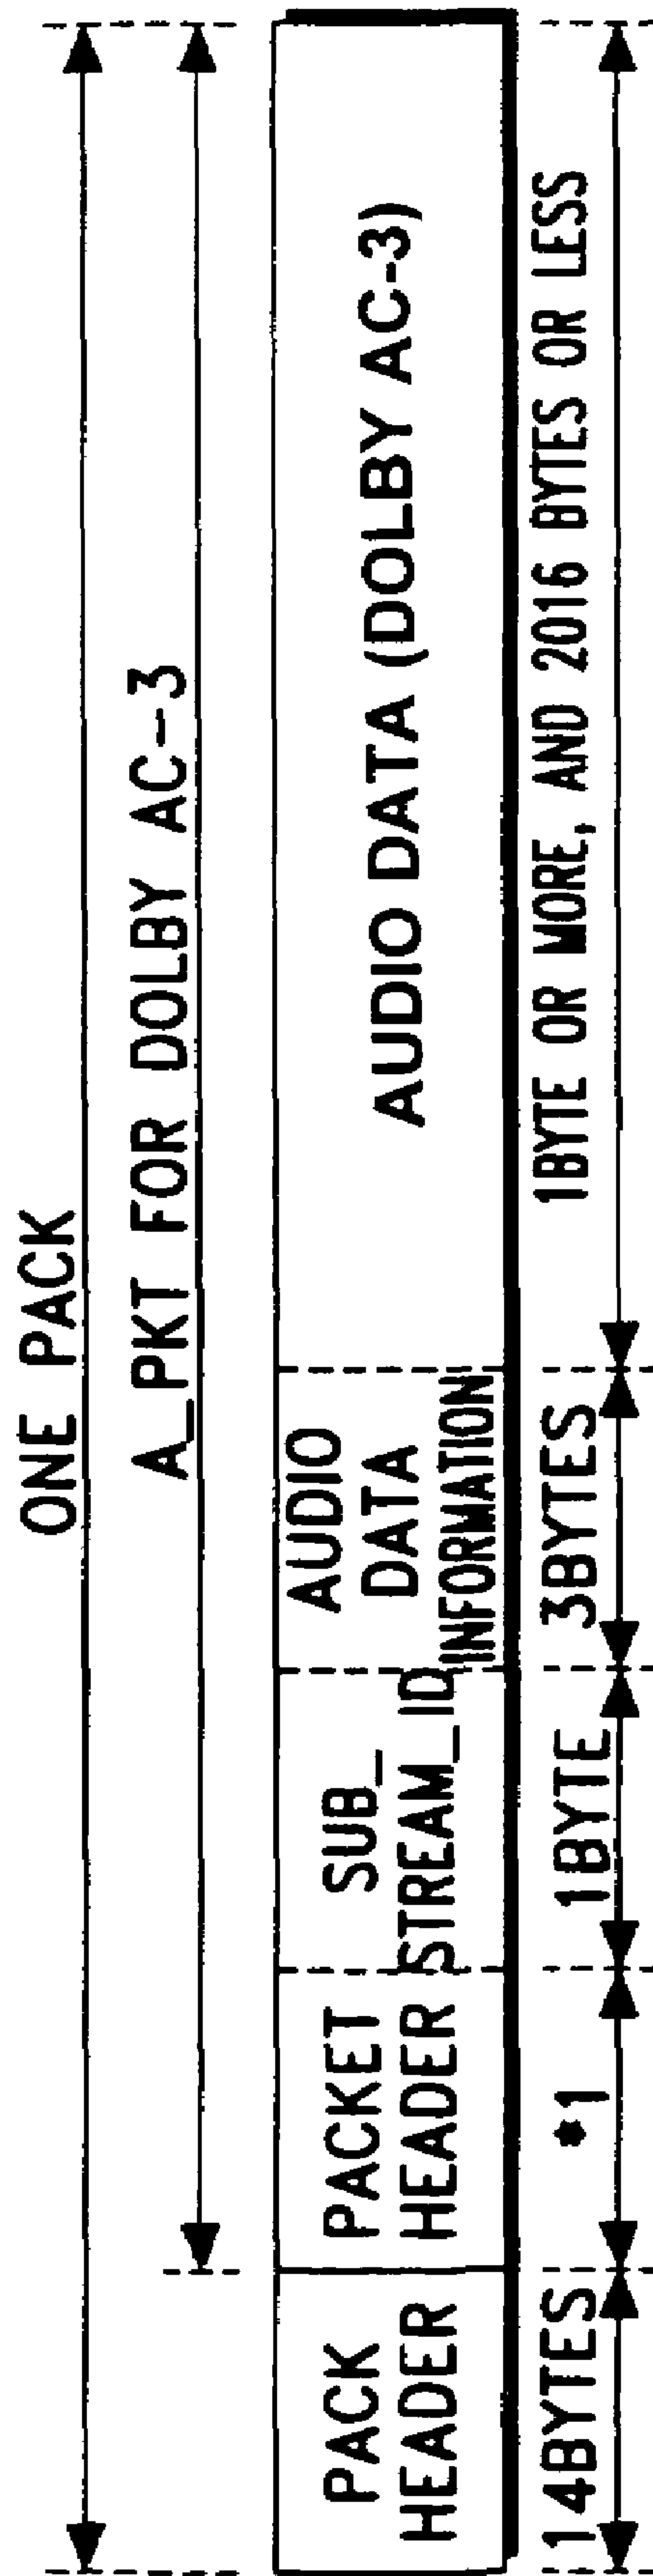 ONE PACK
A_PKT FOR DOLBY AC-3
PACK
HEADER
PACKET
HEADER
SUB_
STREAM_ID
AUDIO
DATA
INFORMATION
AUDIO DATA (DOLBY AC-3)
14BYTES
*1
1BYTE
3BYTES
1BYTE OR MORE, AND 2016 BYTES OR LESS